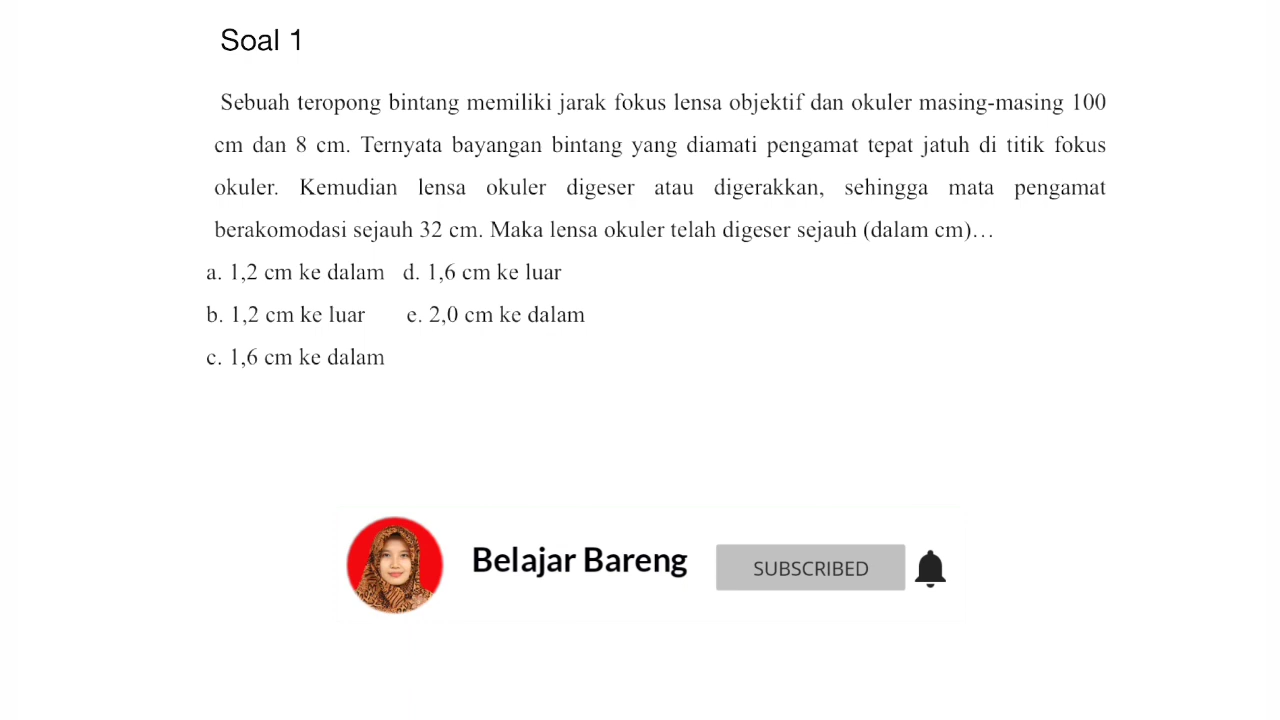 Soal 1
Sebuah teropong bintang memiliki jarak fokus lensa objektif dan okuler masing-masing 100
cm dan 8 cm. Ternyata bayangan bintang yang diamati pengamat tepat jatuh di titik fokus
okuler. Kemudian lensa okuler digeser atau digerakkan, sehingga mata pengamat
berakomodasi sejauh 32 cm. Maka lensa okuler telah digeser sejauh (dalam cm)…
a. 1,2 cm ke dalam d. 1,6 cm ke luar
b. 1,2 cm ke luar e. 2,0 cm ke dalam
c. 1,6 cm ke dalam
Belajar Bareng SUBSCRIBED